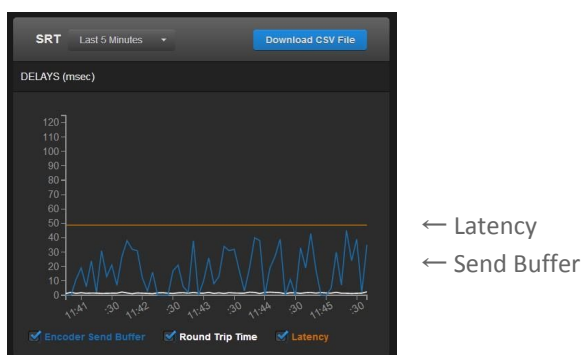 SRT Last 5 Minutes Download CSV File
DELAYS (msec)
120
110
100
90
80
70
60
50
40
30
20
10
0
← Latency
← Send Buffer
11:41 :30 11:42 :30 11:43 :30 11:44 :30 11:45 :30
Encoder Send Buffer Round Trip Time Latency